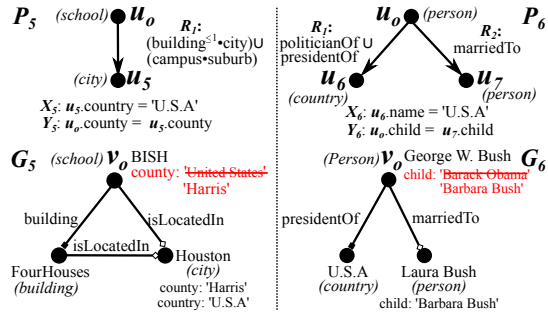 P5 (school) uo
R1:
(building≤1•city)∪
(campus•suburb)
(city) u5
X5: u5.country = 'U.S.A'
Y5: uo.county = u5.county
uo (person) P6
R1:
politicianOf ∪
presidentOf
R2:
marriedTo
u6
(country)
u7
(person)
X6: u6.name = 'U.S.A'
Y6: uo.child = u7.child
G5 (school) vo BISH
county: 'United States'
'Harris'
building
isLocatedIn
isLocatedIn
FourHouses
(building)
Houston
(city)
county: 'Harris'
country: 'U.S.A'
(Person) vo George W. Bush G6
child: 'Barack Obama'
'Barbara Bush'
presidentOf
marriedTo
U.S.A
(country)
Laura Bush
(person)
child: 'Barbara Bush'